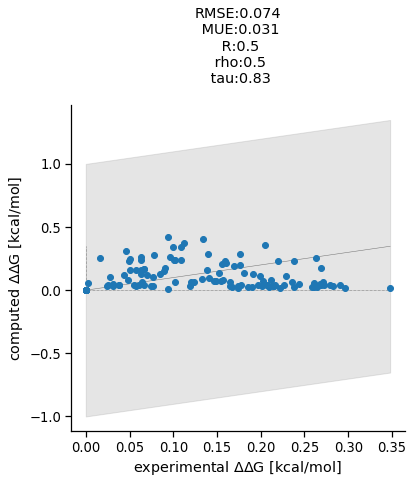 RMSE:0.074
MUE:0.031
R:0.5
rho:0.5
tau:0.83
computed ΔΔG [kcal/mol]
1.0
0.5
0.0
−0.5
−1.0
0.00 0.05 0.10 0.15 0.20 0.25 0.30 0.35
experimental ΔΔG [kcal/mol]